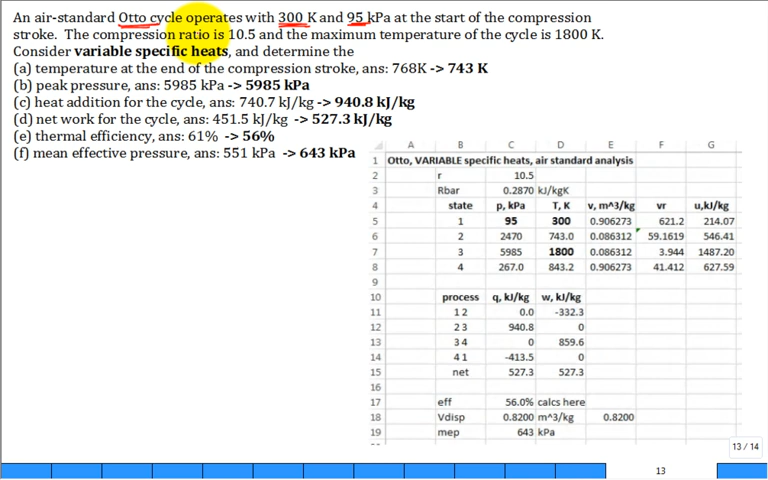 An air-standard Otto cycle operates with 300 K and 95 kPa at the start of the compression
stroke. The compression ratio is 10.5 and the maximum temperature of the cycle is 1800 K.
Consider variable specific heats, and determine the
(a) temperature at the end of the compression stroke, ans: 768K -> 743 K
(b) peak pressure, ans: 5985 kPa -> 5985 kPa
(c) heat addition for the cycle, ans: 740.7 kJ/kg -> 940.8 kJ/kg
(d) net work for the cycle, ans: 451.5 kJ/kg -> 527.3 kJ/kg
(e) thermal efficiency, ans: 61% -> 56%
(f) mean effective pressure, ans: 551 kPa -> 643 kPa
A B C D E F G
1 Otto, VARIABLE specific heats, air standard analysis
2 r 10.5
3 Rbar 0.2870 kJ/kgK
4 state p, kPa T, K v, m^3/kg vr u,kJ/kg
5 1 95 300 0.906273 621.2 214.07
6 2 2470 743.0 0.086312 59.1619 546.41
7 3 5985 1800 0.086312 3.944 1487.20
8 4 267.0 843.2 0.906273 41.412 627.59
9
10 process q, kJ/kg w, kJ/kg
11 1 2 0.0 -332.3
12 2 3 940.8 0
13 3 4 0 859.6
14 4 1 -413.5 0
15 net 527.3 527.3
16
17 eff 56.0% calcs here
18 Vdisp 0.8200 m^3/kg 0.8200
19 mep 643 kPa
13 / 14
13